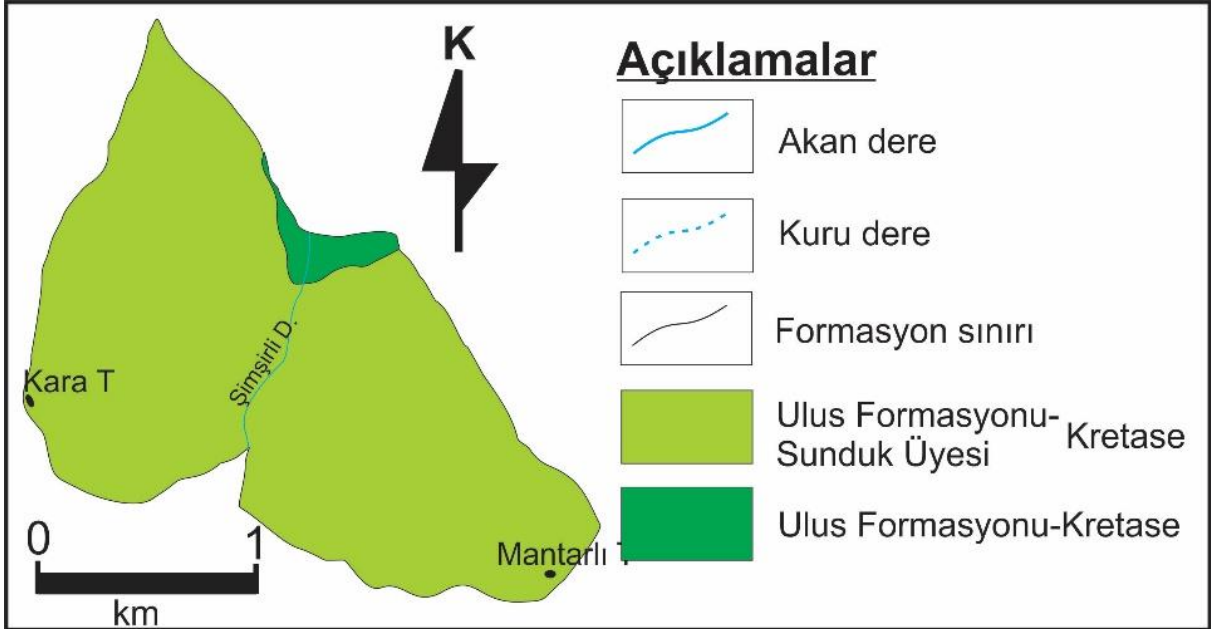 K
Açıklamalar
Akan dere
Kuru dere
Formasyon sınırı
Ulus Formasyonu-
Sunduk Üyesi
Kretase
Ulus Formasyonu-Kretase
Kara T
Şimşirli D.
Mantarlı T
0 1
km